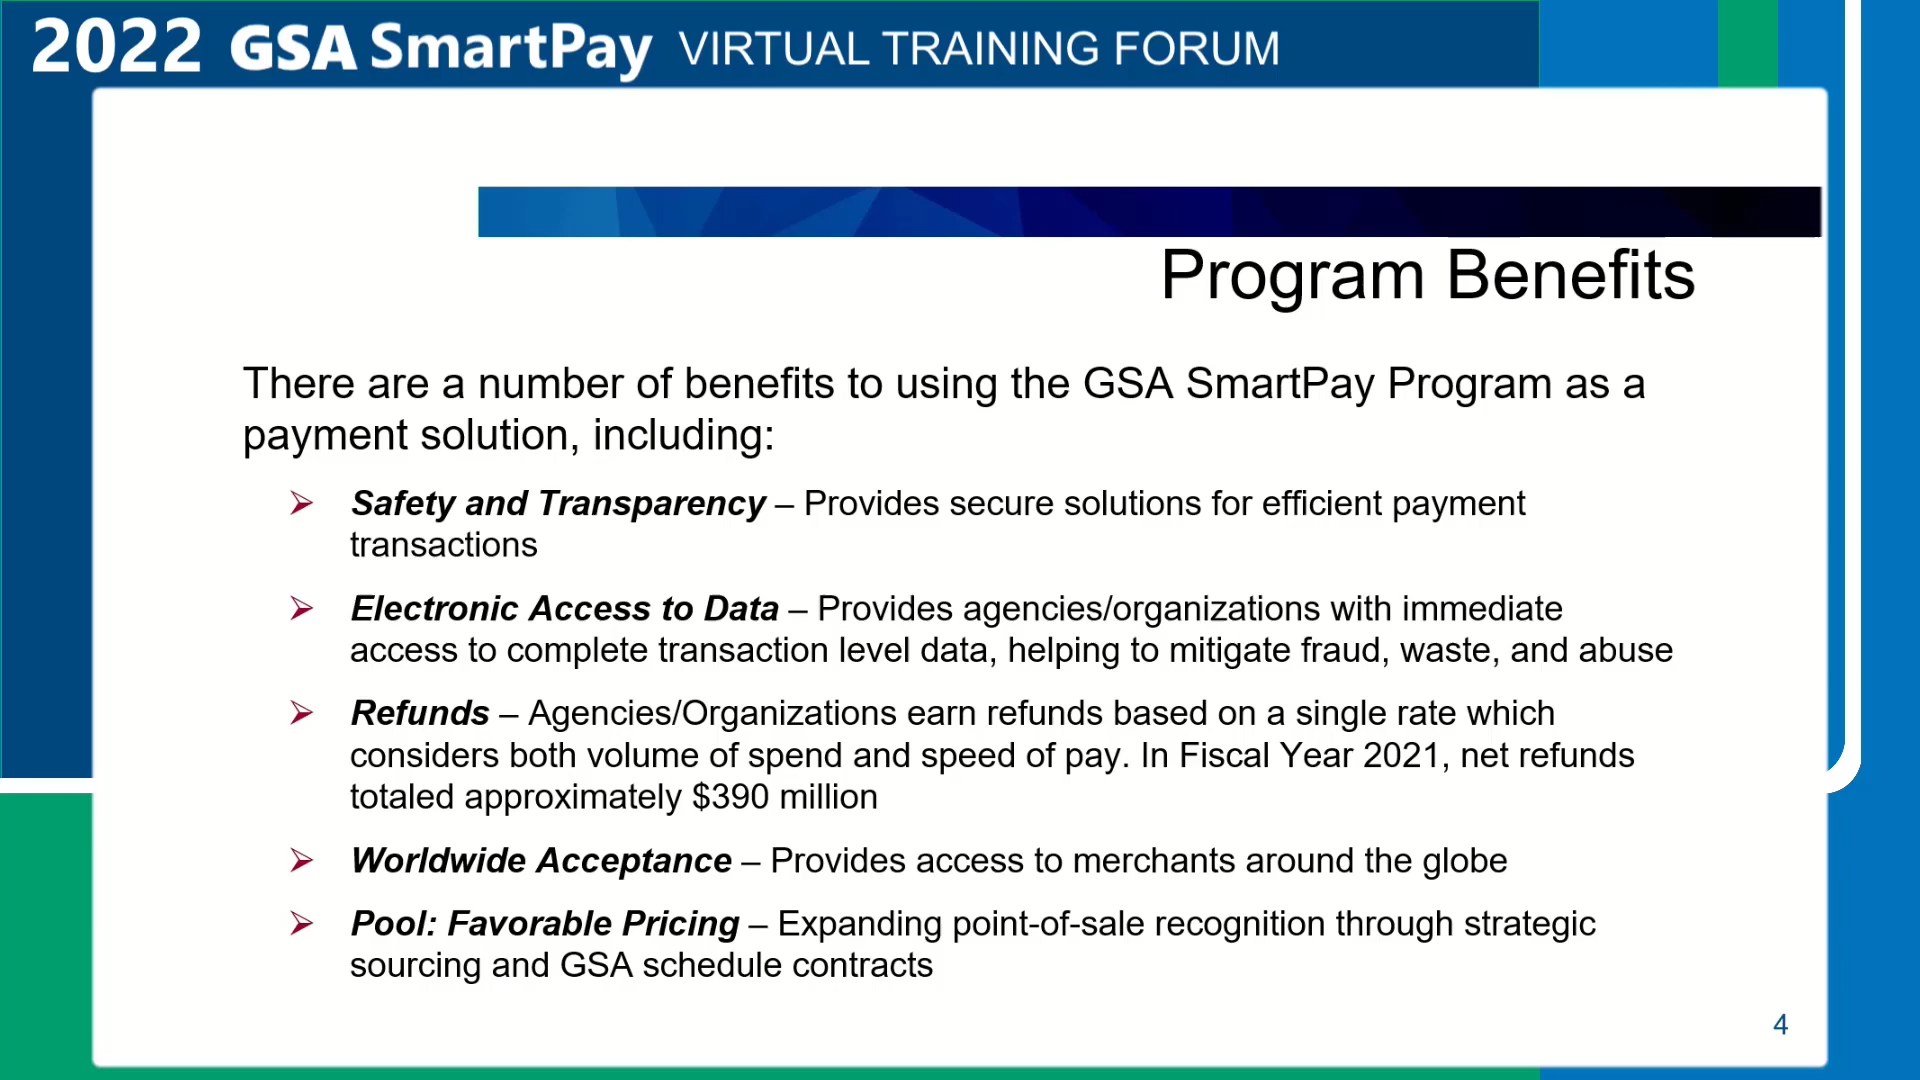 2022 GSA SmartPay VIRTUAL TRAINING FORUM
Program Benefits
There are a number of benefits to using the GSA SmartPay Program as a
payment solution, including:
➢ Safety and Transparency – Provides secure solutions for efficient payment
transactions
➢ Electronic Access to Data – Provides agencies/organizations with immediate
access to complete transaction level data, helping to mitigate fraud, waste, and abuse
➢ Refunds – Agencies/Organizations earn refunds based on a single rate which
considers both volume of spend and speed of pay. In Fiscal Year 2021, net refunds
totaled approximately $390 million
➢ Worldwide Acceptance – Provides access to merchants around the globe
➢ Pool: Favorable Pricing – Expanding point-of-sale recognition through strategic
sourcing and GSA schedule contracts
4